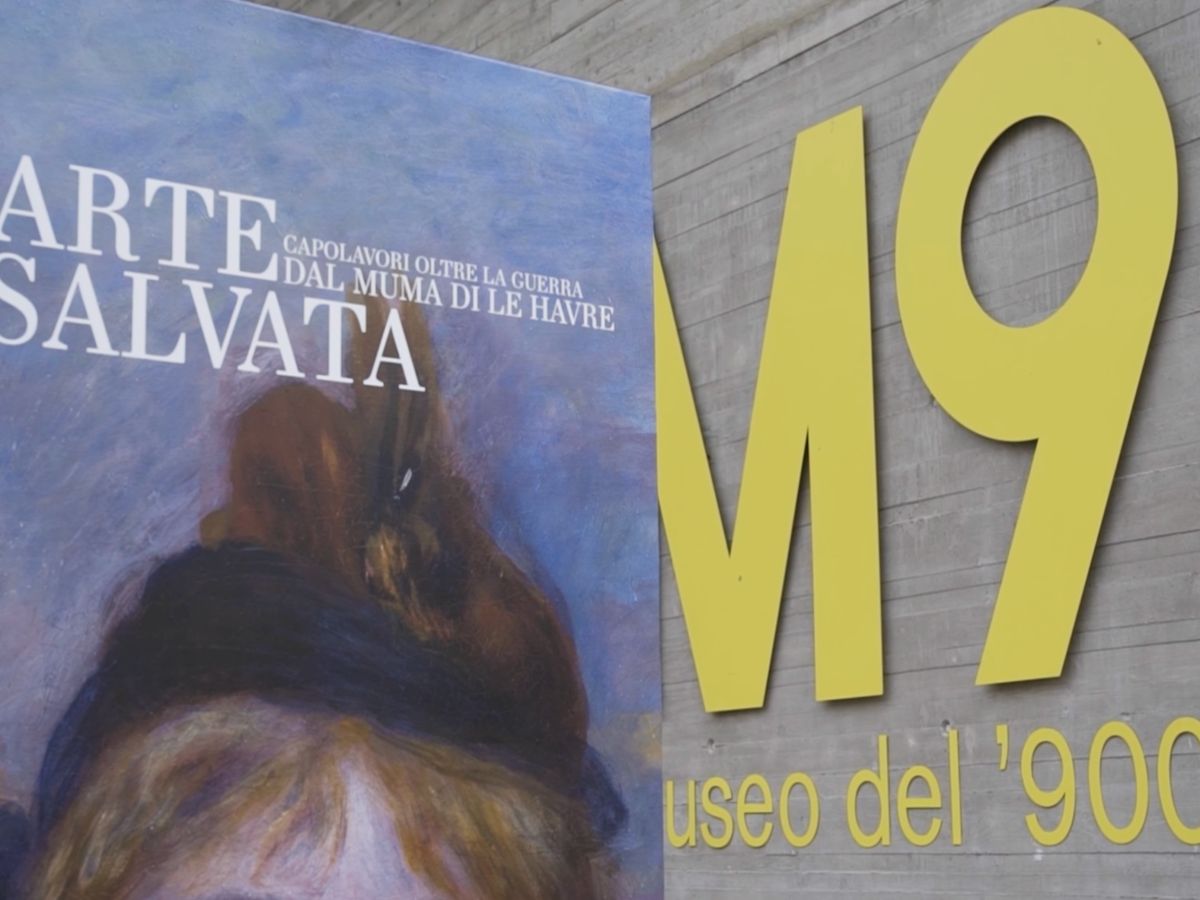 ARTE
CAPOLAVORI OLTRE LA GUERRA
DAL MUMA DI LE HAVRE
SALVATA
M9
useo del '900